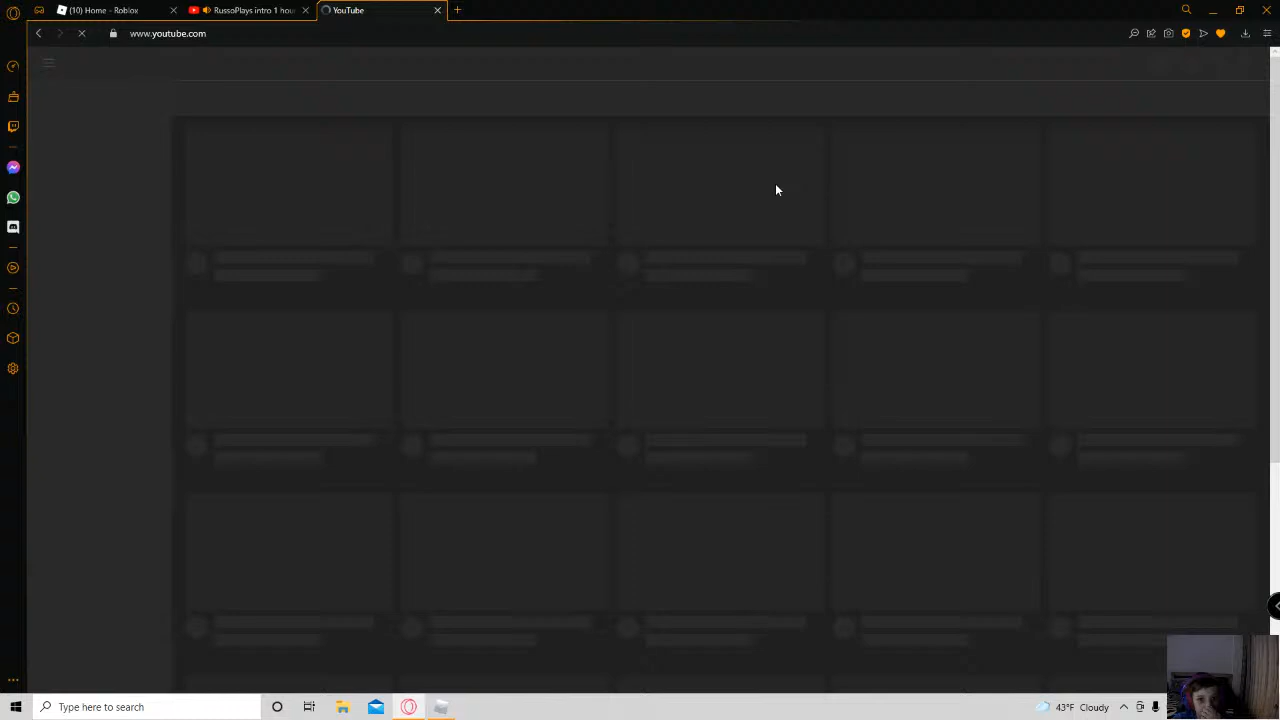 (10) Home - Roblox
RussoPlays intro 1 hou
YouTube
www.youtube.com
Type here to search
43°F Cloudy